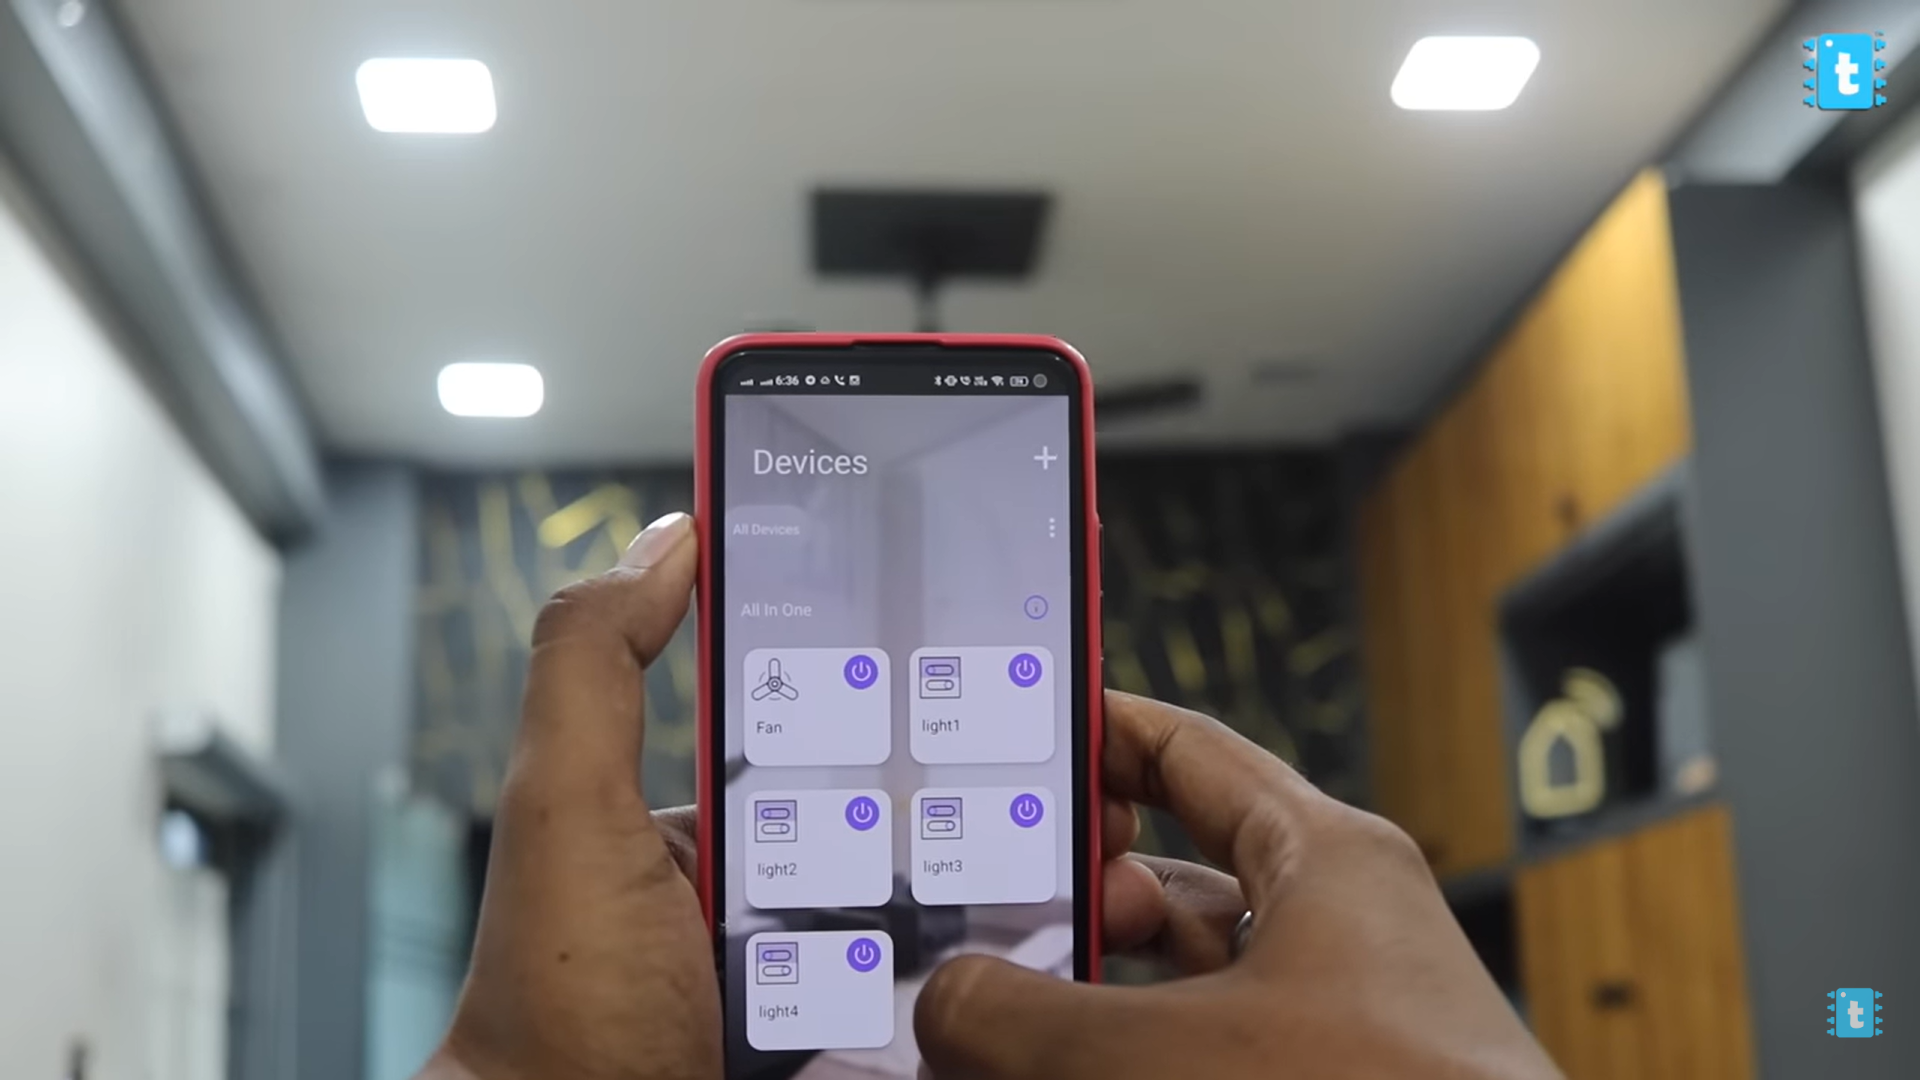 t
6:36
Devices
+
All Devices
All In One
Fan
light1
light2
light3
light4
t